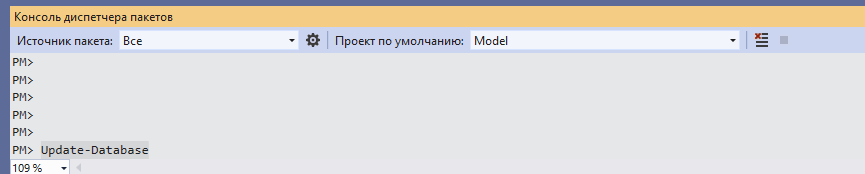 Консоль диспетчера пакетов
Источник пакета: Все Проект по умолчанию: Model
PM>
PM>
PM>
PM>
PM>
PM> Update-Database
109 %